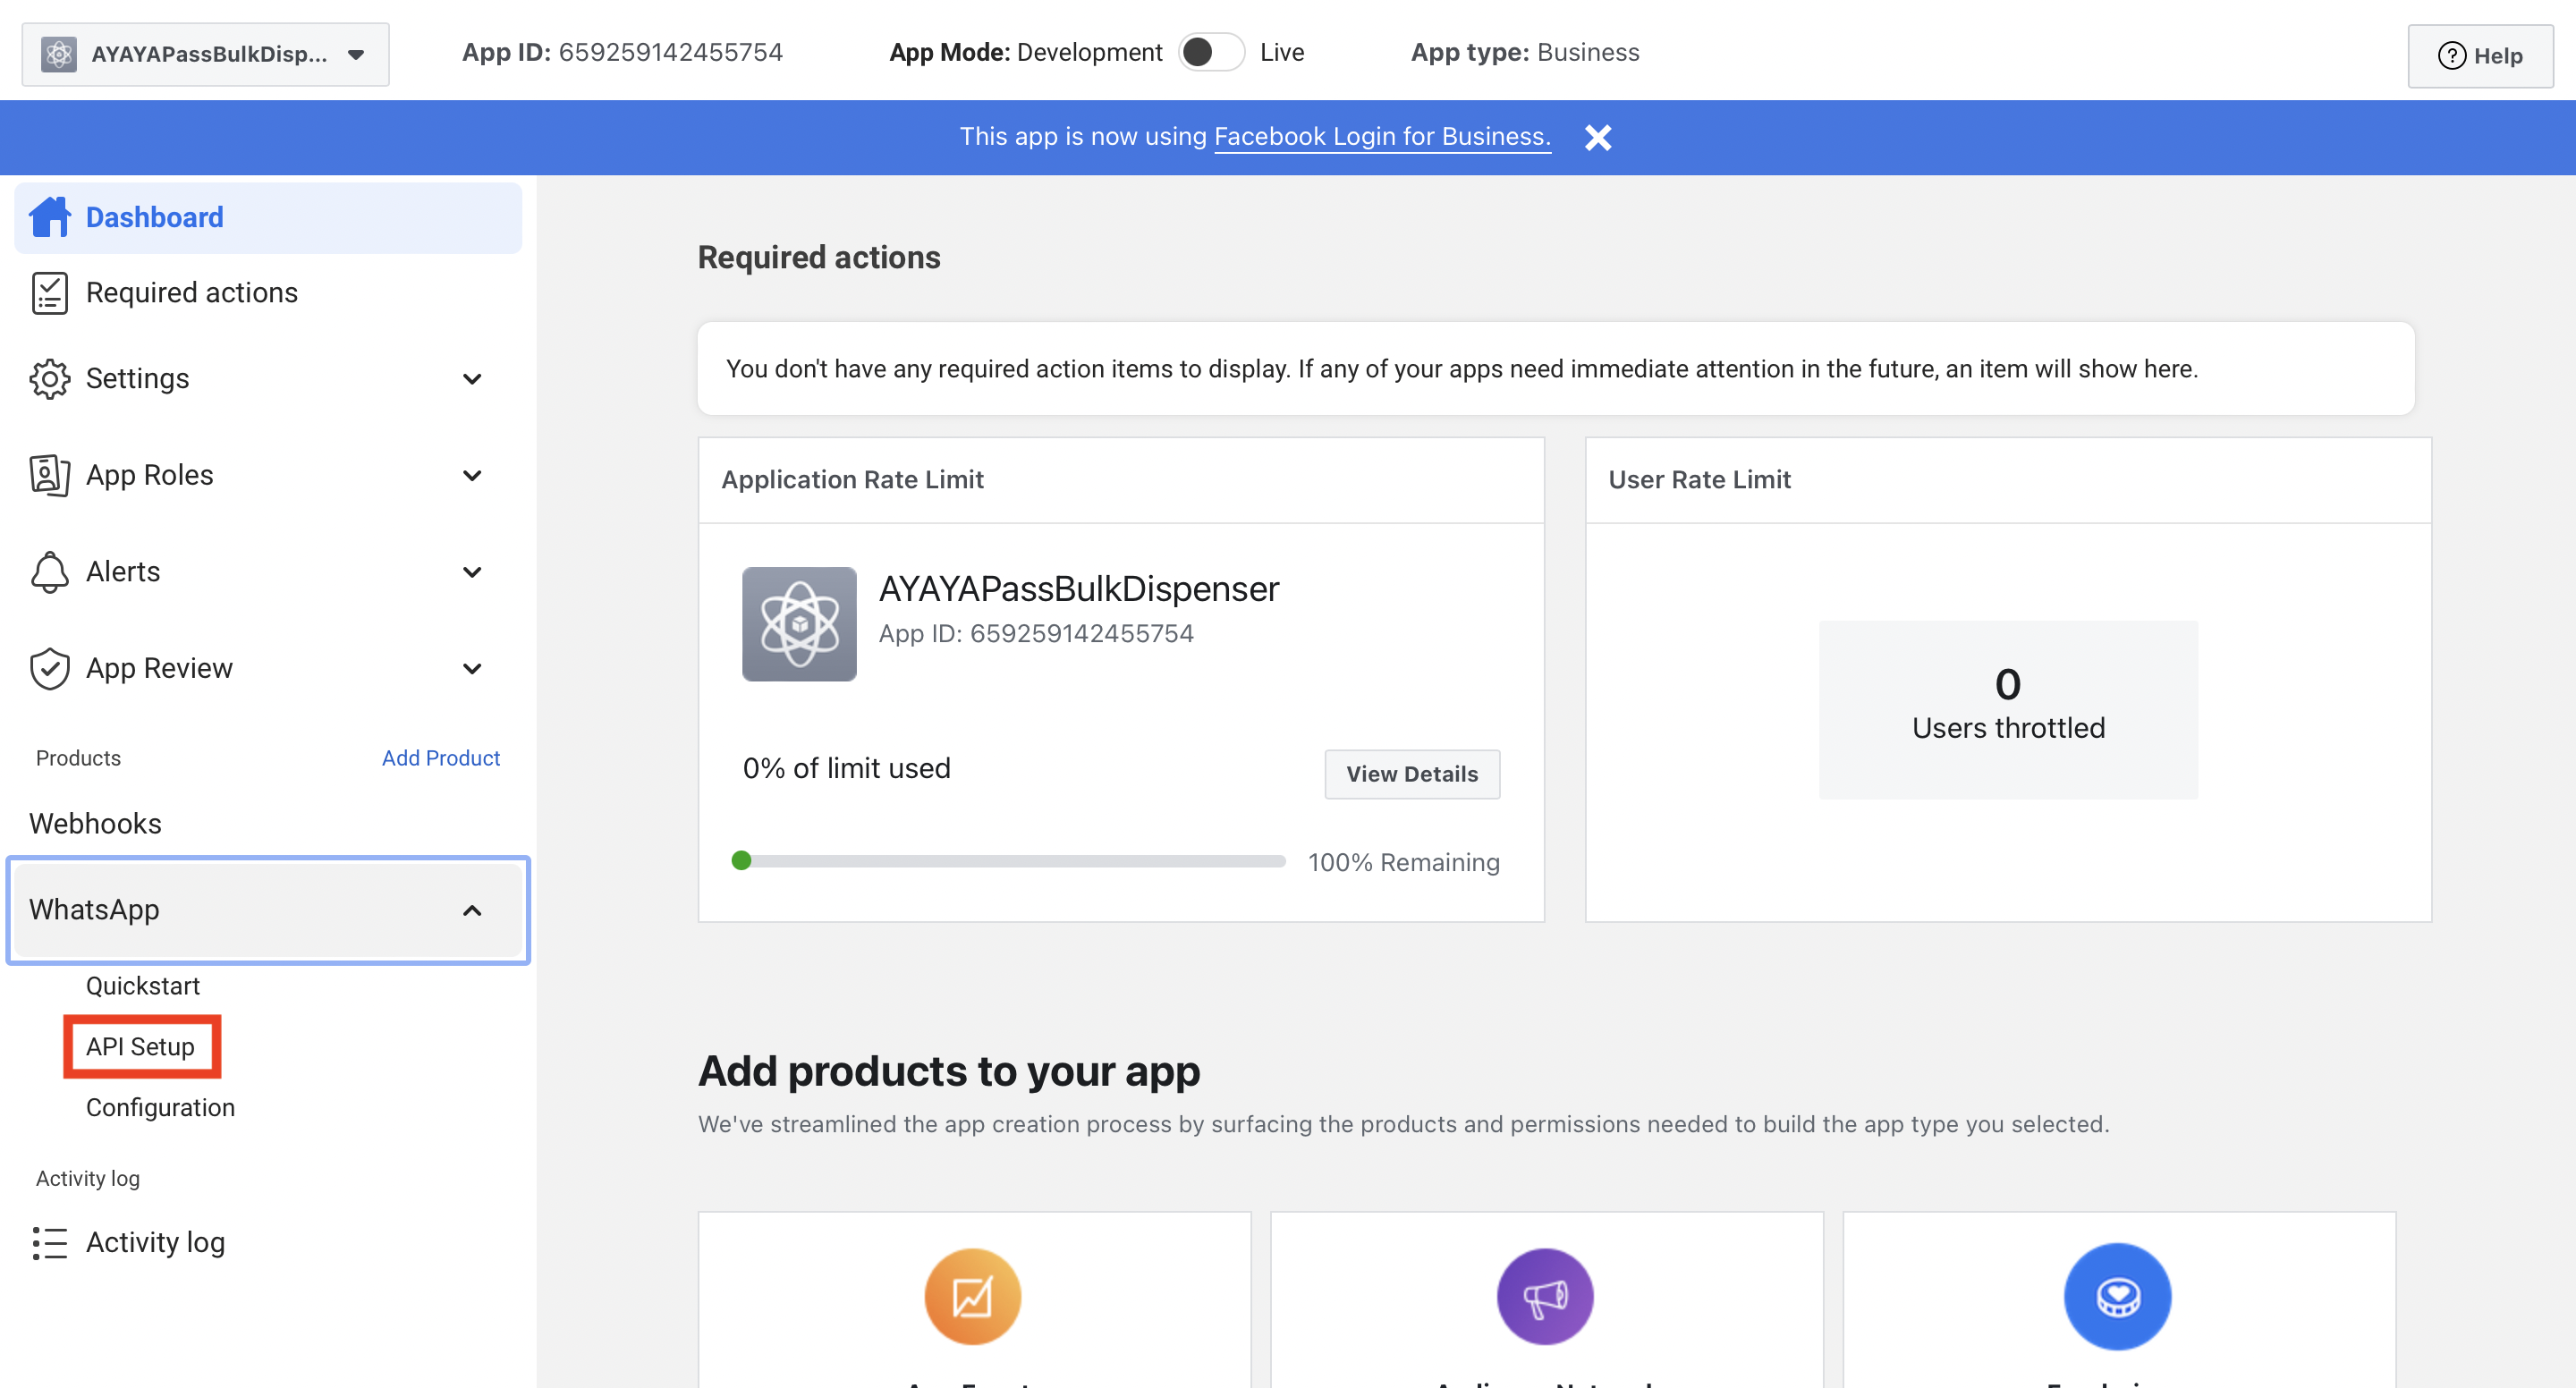 AYAYAPassBulkDisp...
App ID: 659259142455754
App Mode: Development
Live
App type: Business
Help
This app is now using Facebook Login for Business.
Dashboard
Required actions
Settings
App Roles
Alerts
App Review
Products
Add Product
Webhooks
WhatsApp
Quickstart
API Setup
Configuration
Activity log
Activity log
Required actions
You don't have any required action items to display. If any of your apps need immediate attention in the future, an item will show here.
Application Rate Limit
AYAYAPassBulkDispenser
App ID: 659259142455754
0% of limit used
View Details
100% Remaining
User Rate Limit
0
Users throttled
Add products to your app
We've streamlined the app creation process by surfacing the products and permissions needed to build the app type you selected.